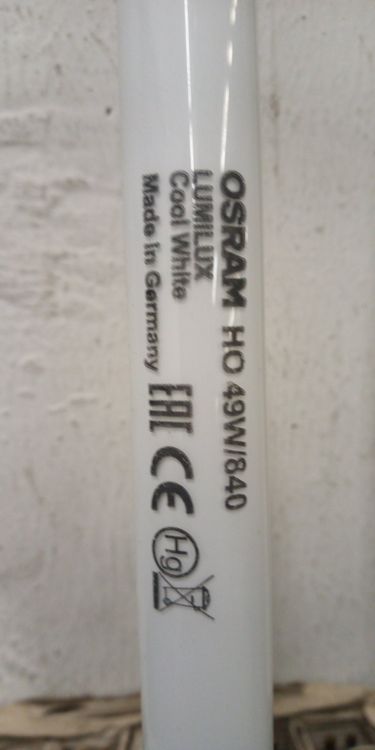 OSRAM HO 49W/840
LUMILUX
Cool White
Made in Germany EAC CE Hg